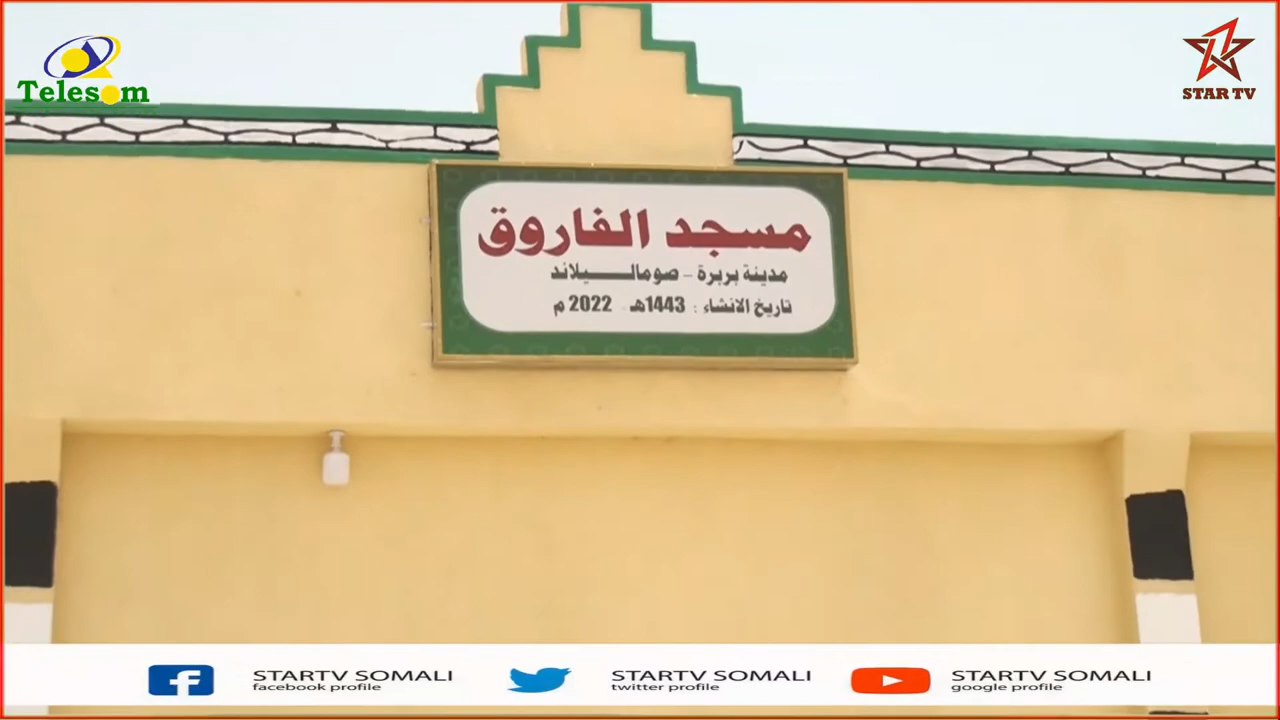 Telesom
STAR TV
مسجد الفاروق
مدينة بربرة - صومالـــــيلاند
تاريخ الانشاء : 1443هـ - 2022 م
STARTV SOMALI
facebook profile
STARTV SOMALI
twitter profile
STARTV SOMALI
google profile